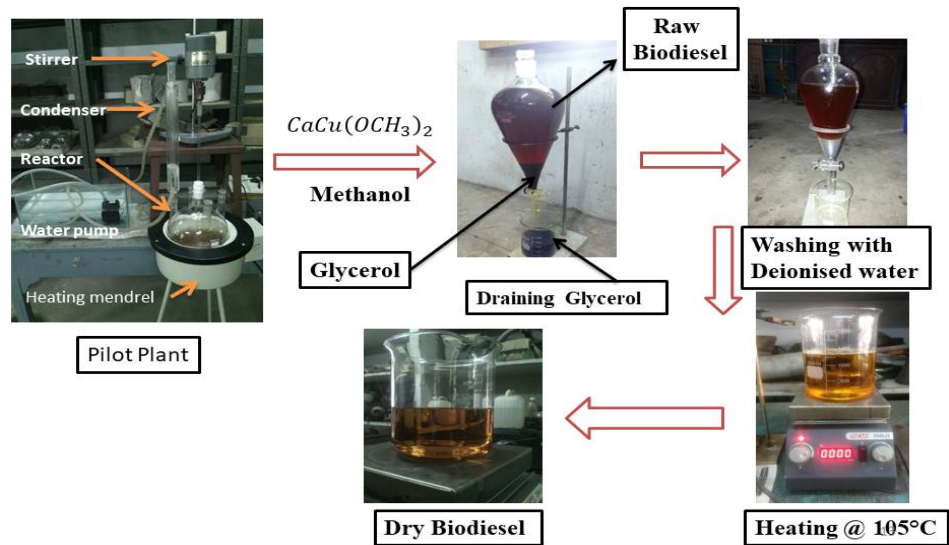 Stirrer
Condenser
Reactor
Water pump
Heating mendrel
Pilot Plant
CaCu(OCH₃)₂
Methanol
Raw
Biodiesel
Glycerol
Draining Glycerol
Washing with
Deionised water
0000
Heating @ 105°C
Dry Biodiesel